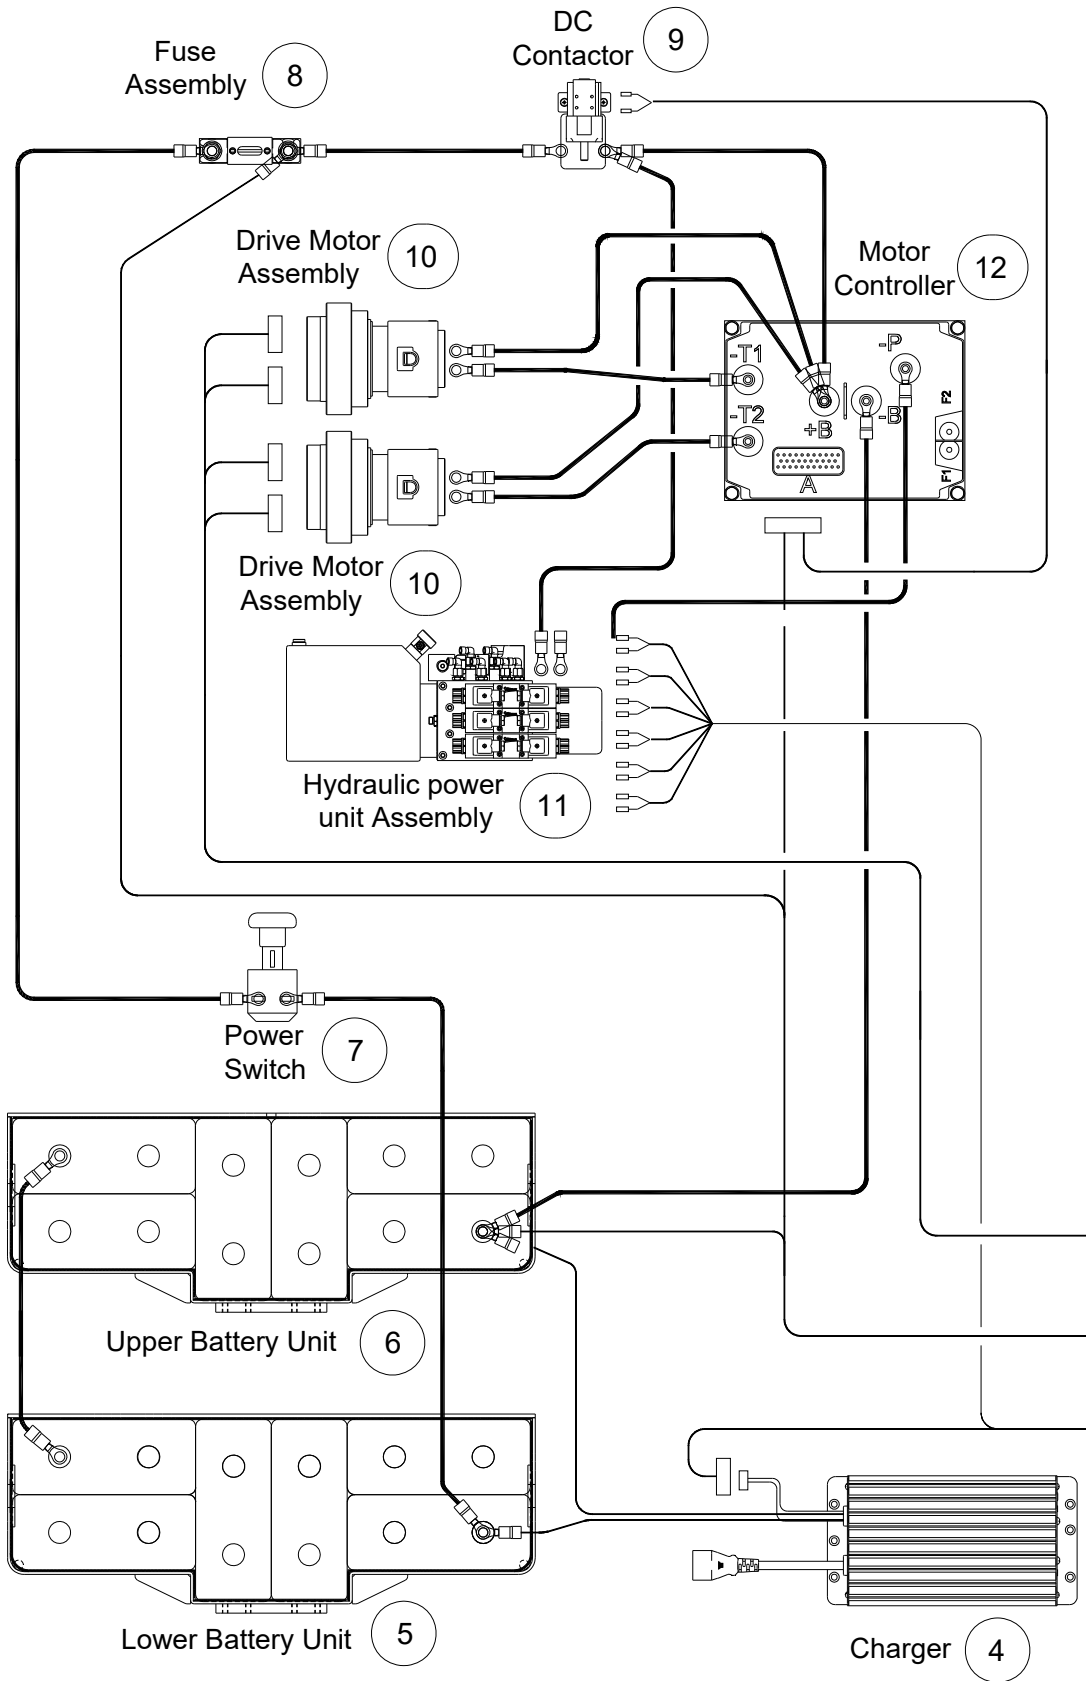 DC
Contactor
9
Fuse
Assembly
8
Drive Motor
Assembly
10
Motor
Controller
12
-T1
-P
-T2
+B
-B
F2
F1
A
Drive Motor
Assembly
10
Hydraulic power
unit Assembly
11
Power
Switch
7
Upper Battery Unit
6
Lower Battery Unit
5
Charger
4